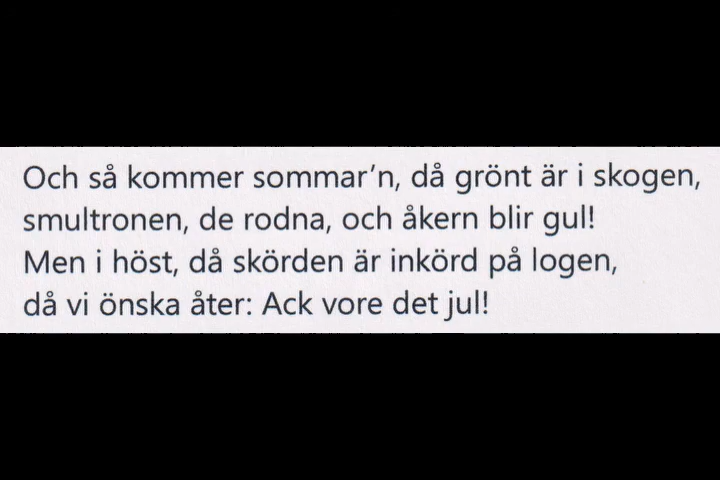 Och så kommer sommar'n, då grönt är i skogen,
smultronen, de rodna, och åkern blir gul!
Men i höst, då skörden är inkörd på logen,
då vi önska åter: Ack vore det jul!